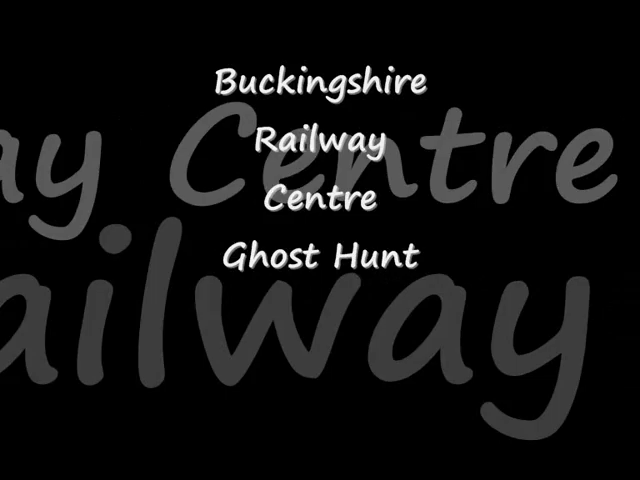 Buckingshire
Railway
Centre
Ghost Hunt
ay Centre
ailway